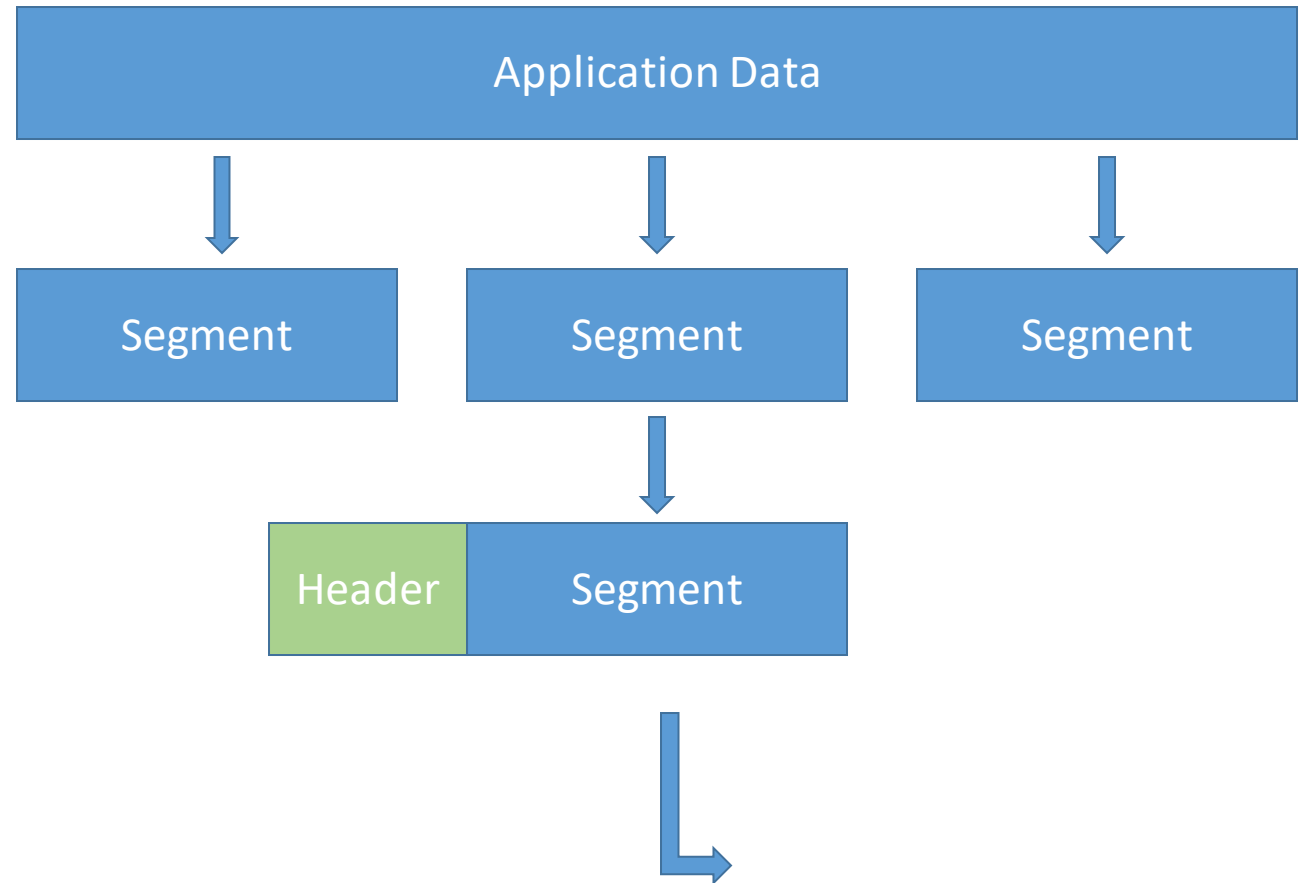 Application Data
Segment
Segment
Segment
Header
Segment